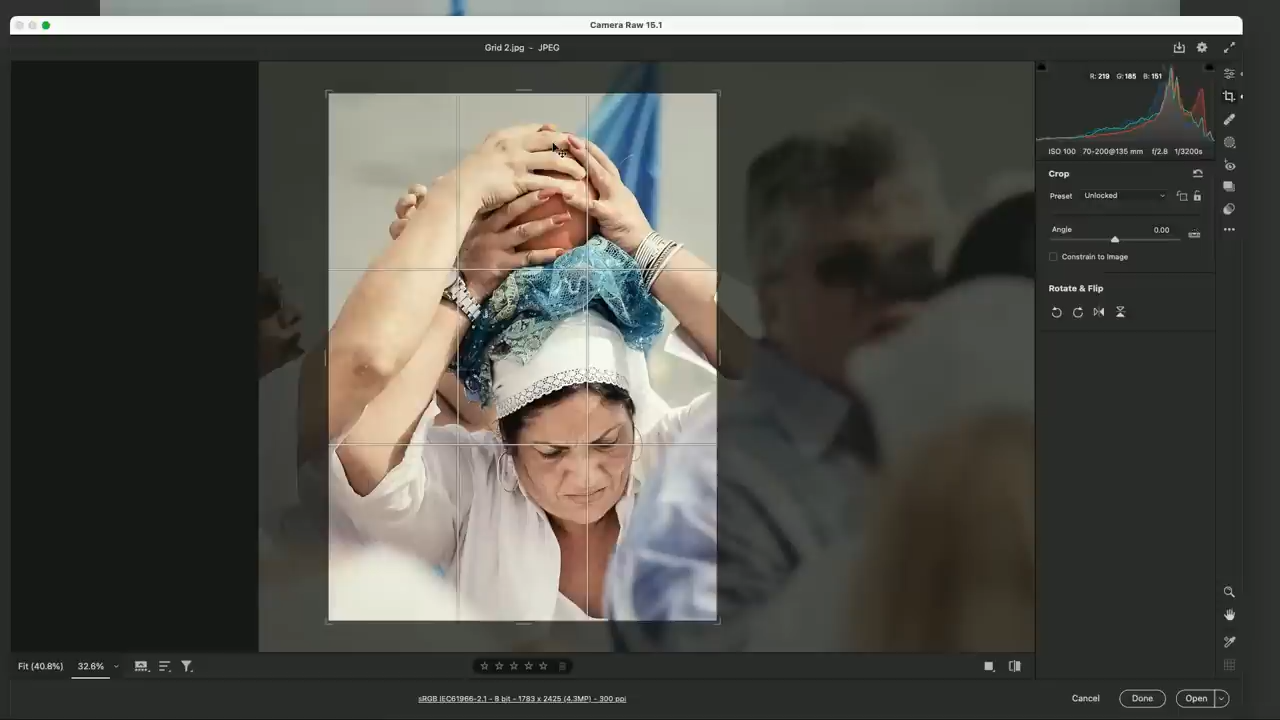 Camera Raw 15.1
Grid 2.jpg - JPEG
R: 219 G: 185 B: 151
ISO 100 70-200@135 mm f/2.8 1/3200s
Crop
Preset Unlocked
Angle 0.00
Constrain to Image
Rotate & Flip
Fit (40.8%) 32.6%
sRGB IEC61966-2.1 - 8 bit - 1783 x 2425 (4.3MP) - 300 ppi
Cancel Done Open